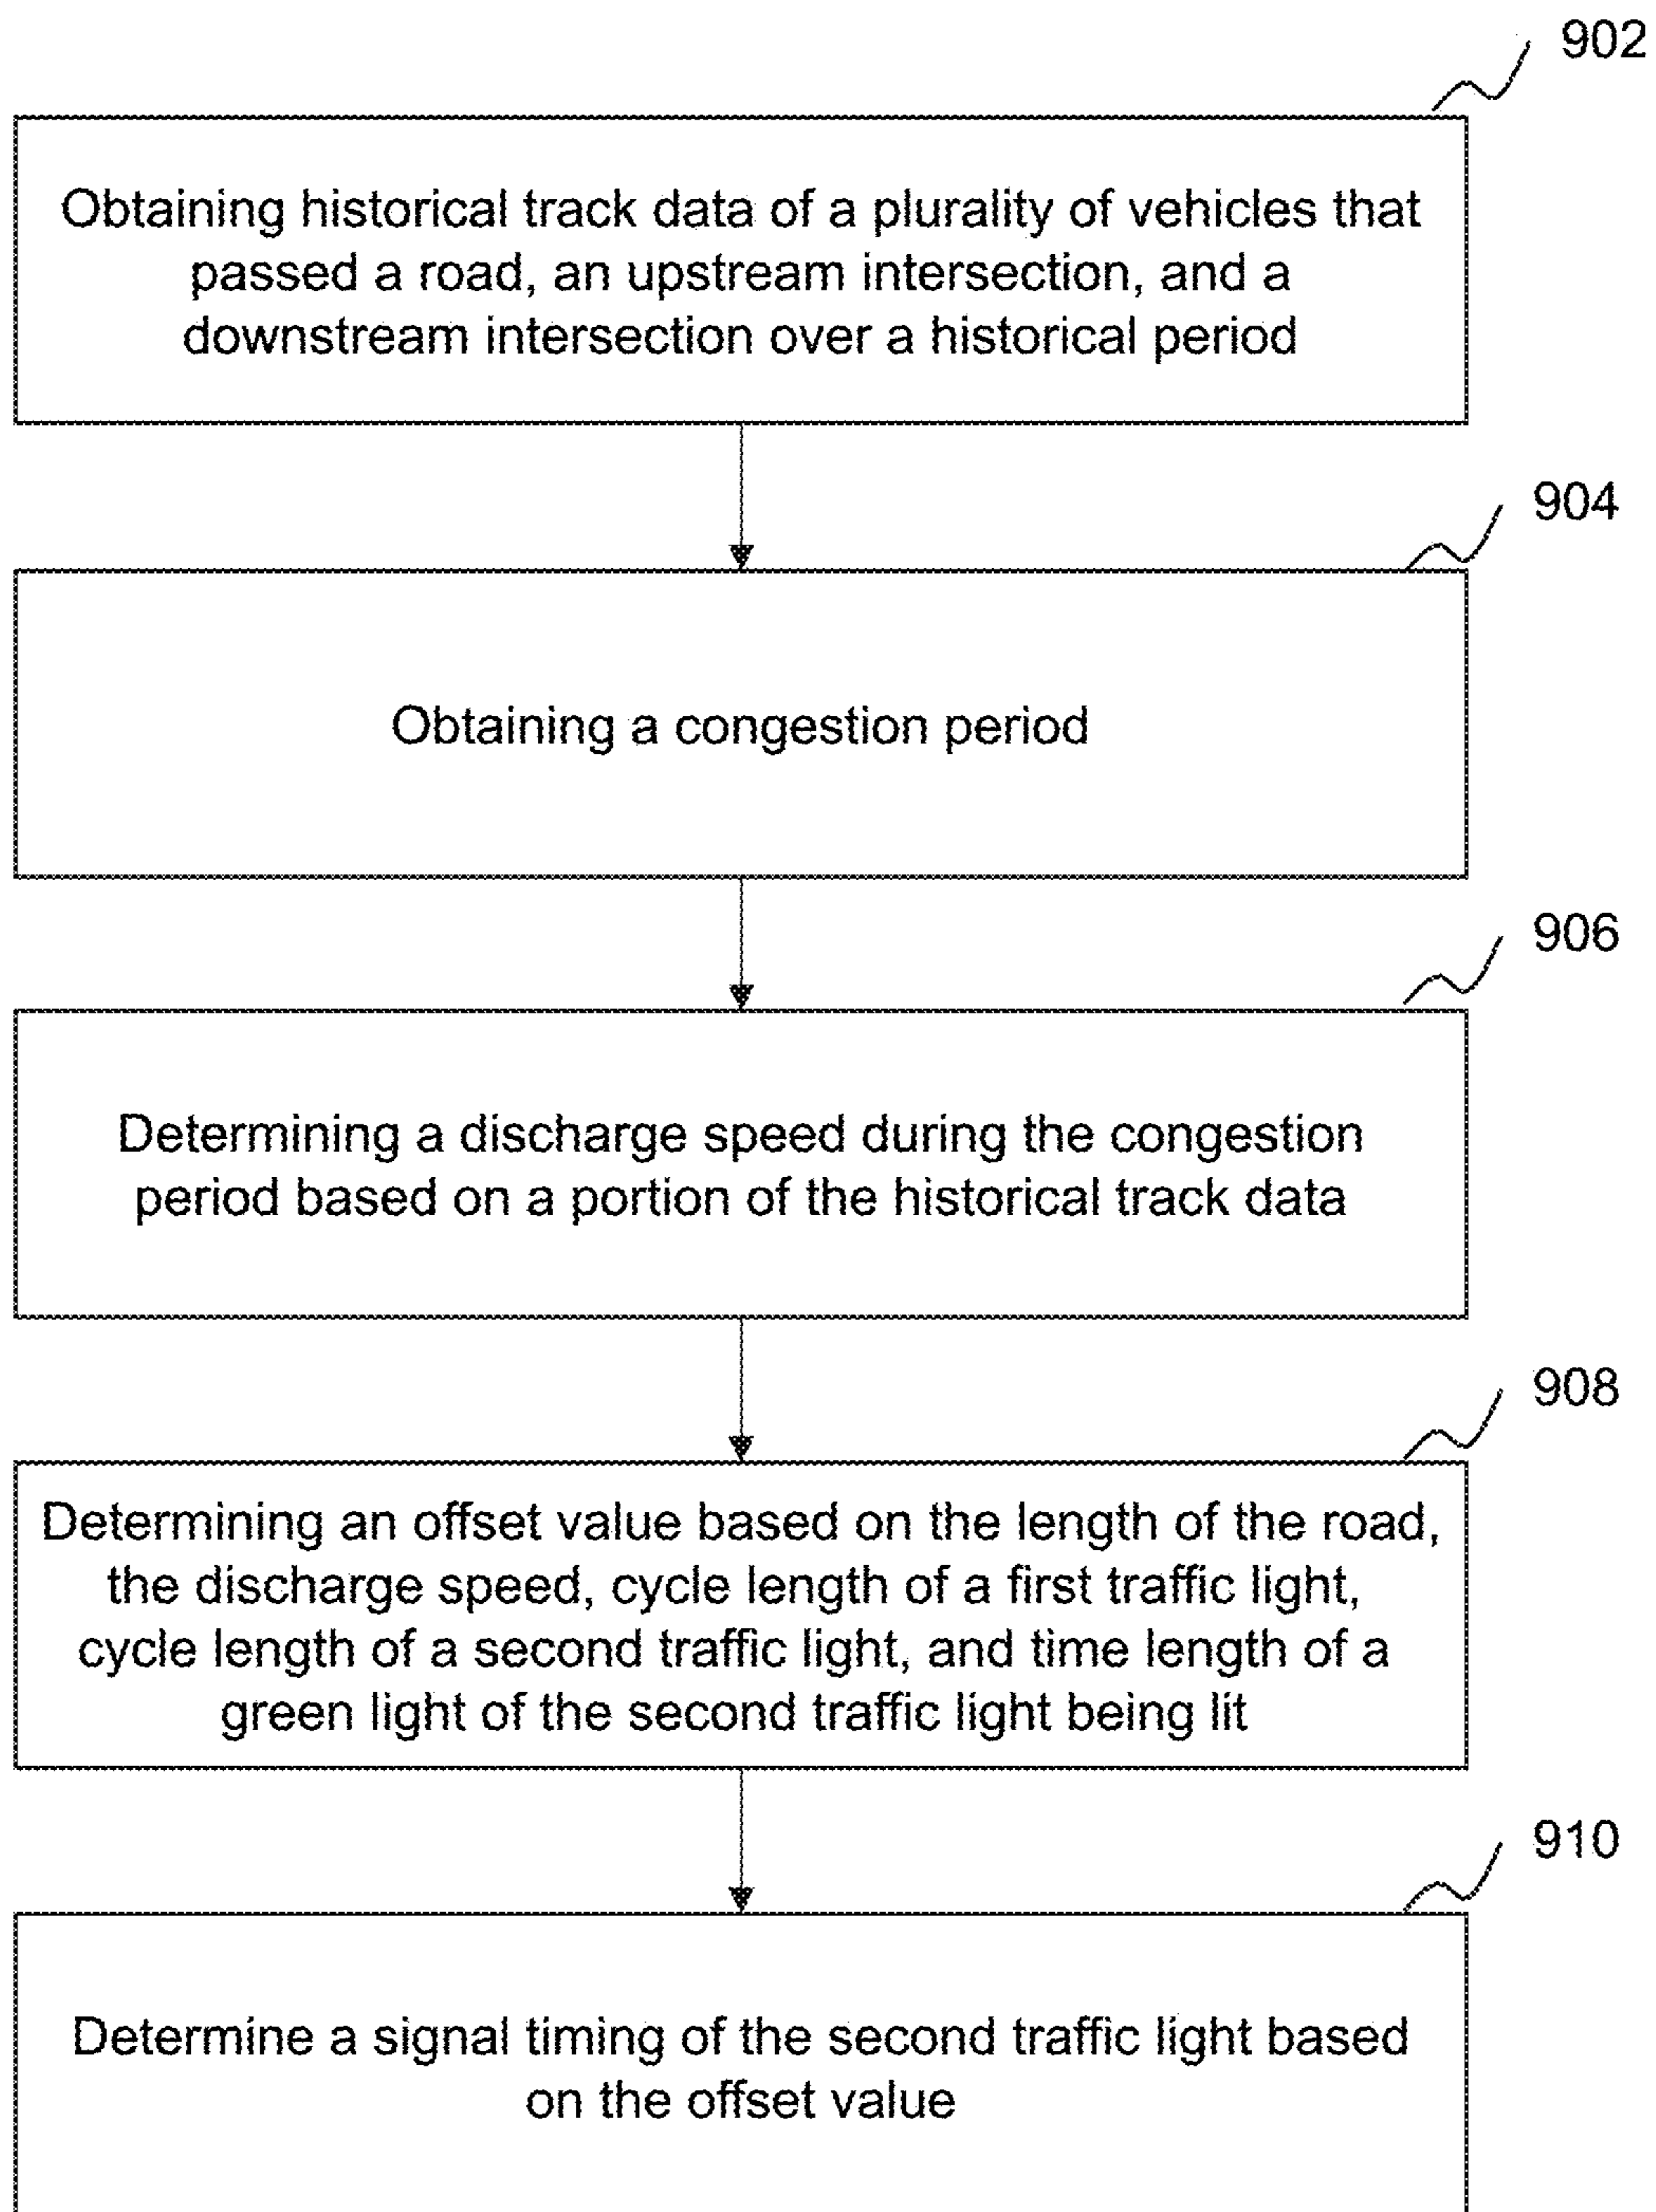 902
Obtaining historical track data of a plurality of vehicles that
passed a road, an upstream intersection, and a
downstream intersection over a historical period
904
Obtaining a congestion period
906
Determining a discharge speed during the congestion
period based on a portion of the historical track data
908
Determining an offset value based on the length of the road,
the discharge speed, cycle length of a first traffic light,
cycle length of a second traffic light, and time length of a
green light of the second traffic light being lit
910
Determine a signal timing of the second traffic light based
on the offset value